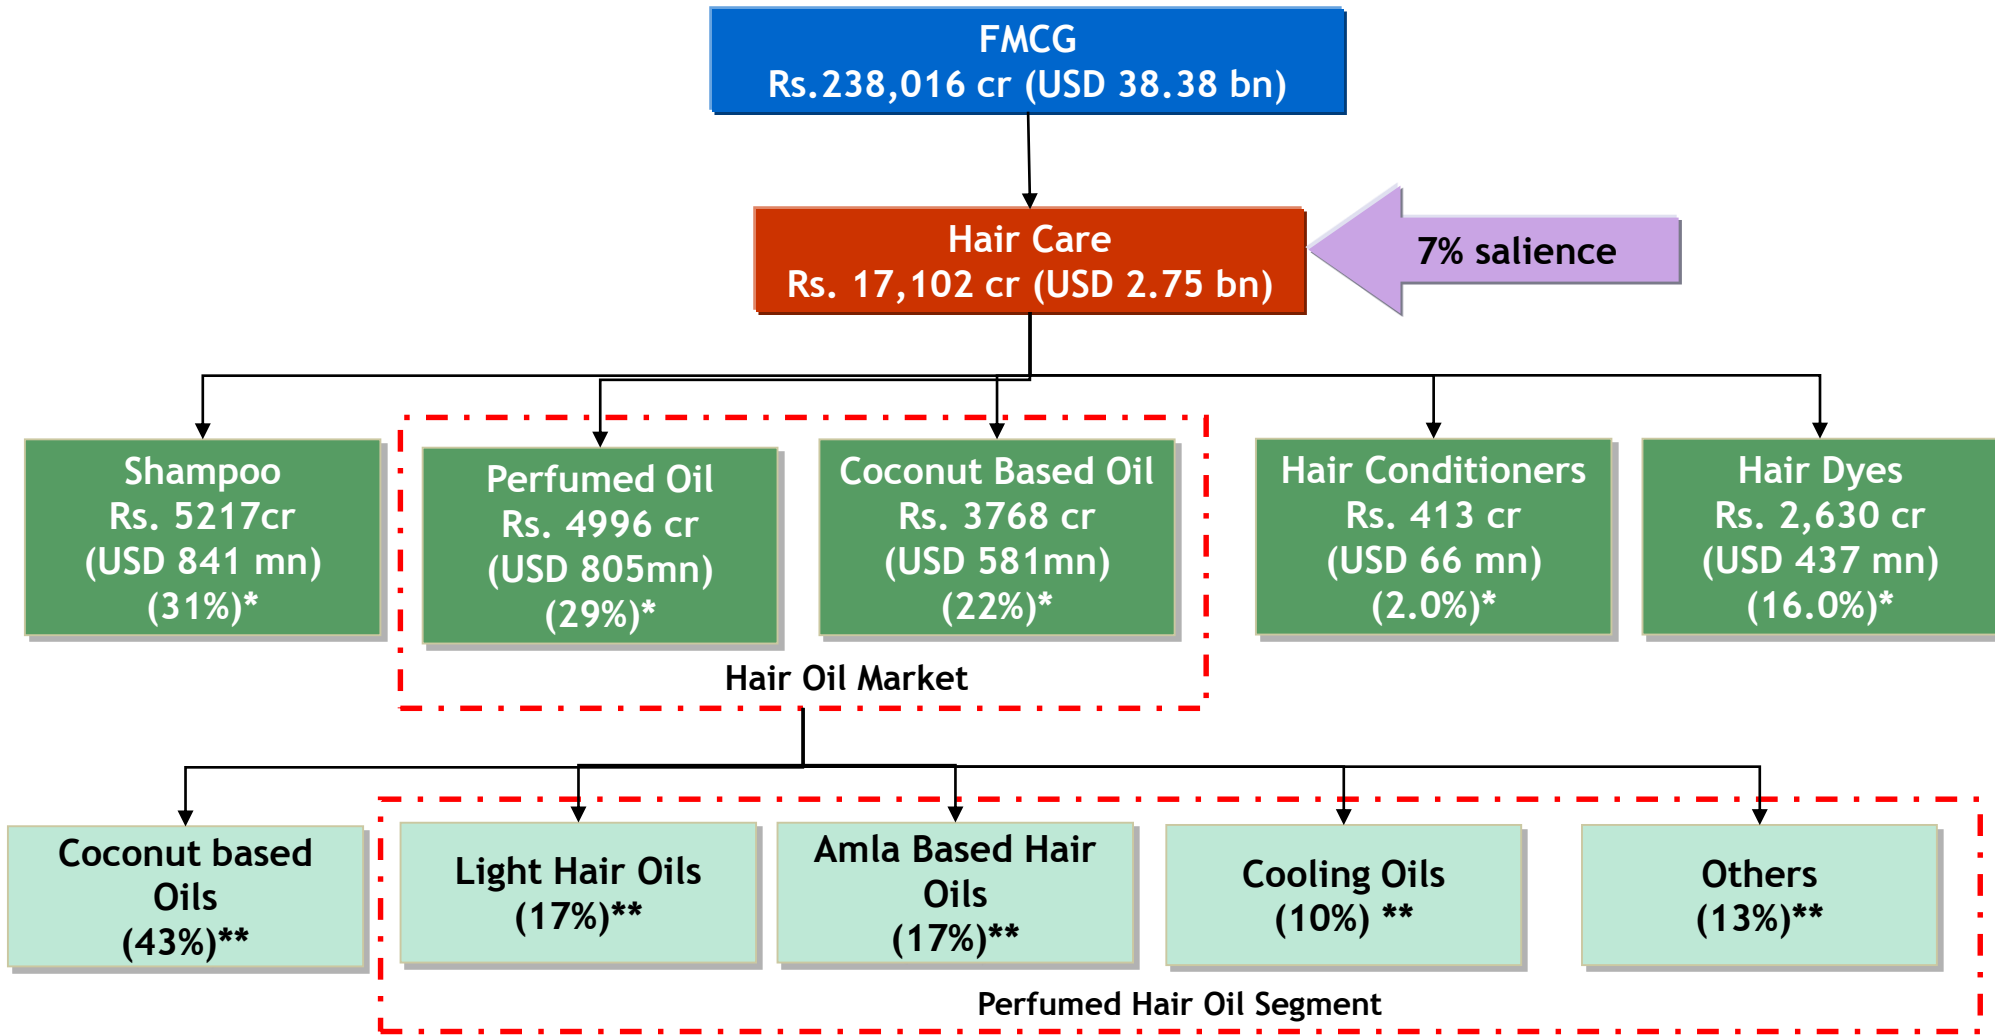 FMCG
Rs.238,016 cr (USD 38.38 bn)
Hair Care
Rs. 17,102 cr (USD 2.75 bn)
7% salience
Shampoo
Rs. 5217cr
(USD 841 mn)
(31%)*
Perfumed Oil
Rs. 4996 cr
(USD 805mn)
(29%)*
Coconut Based Oil
Rs. 3768 cr
(USD 581mn)
(22%)*
Hair Conditioners
Rs. 413 cr
(USD 66 mn)
(2.0%)*
Hair Dyes
Rs. 2,630 cr
(USD 437 mn)
(16.0%)*
Hair Oil Market
Coconut based
Oils
(43%)**
Light Hair Oils
(17%)**
Amla Based Hair
Oils
(17%)**
Cooling Oils
(10%) **
Others
(13%)**
Perfumed Hair Oil Segment